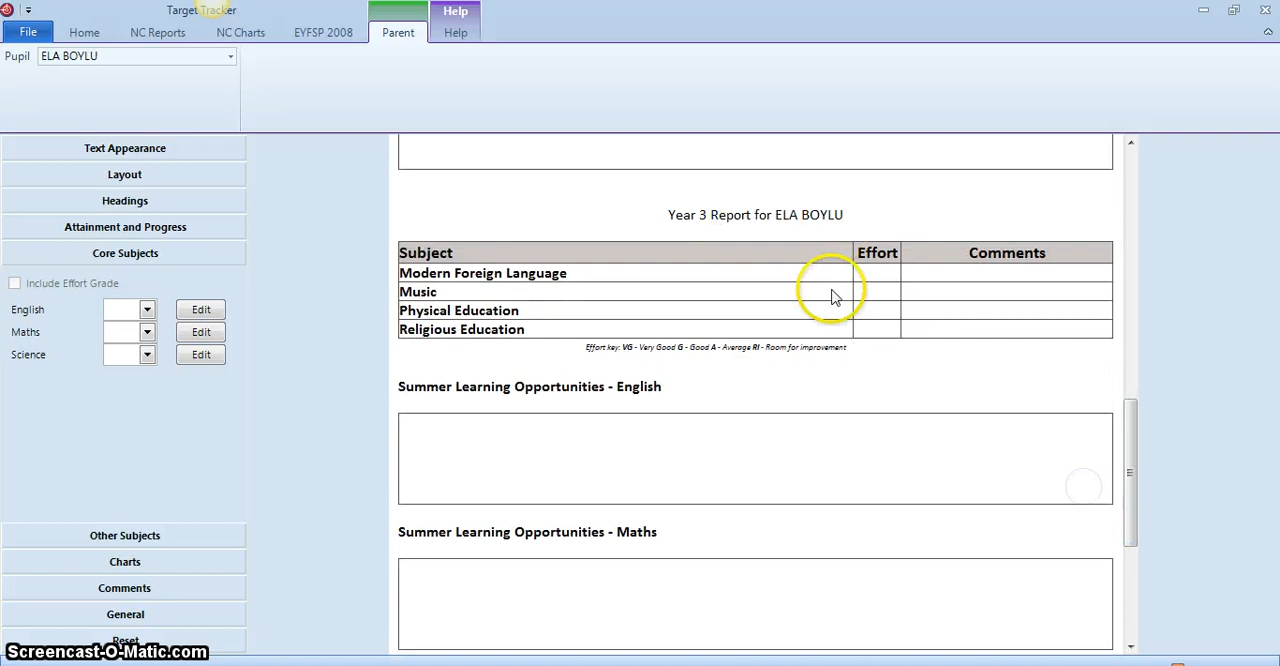 Target Tracker
Help
File Home NC Reports NC Charts EYFSP 2008 Parent Help
Pupil ELA BOYLU
Text Appearance
Layout
Headings
Attainment and Progress
Core Subjects
Include Effort Grade
English Edit
Maths Edit
Science Edit
Other Subjects
Charts
Comments
General
Reset
Year 3 Report for ELA BOYLU
Subject Effort Comments
Modern Foreign Language
Music
Physical Education
Religious Education
Effort key: VG - Very Good G - Good A - Average RI - Room for improvement
Summer Learning Opportunities - English
Summer Learning Opportunities - Maths
Screencast-O-Matic.com